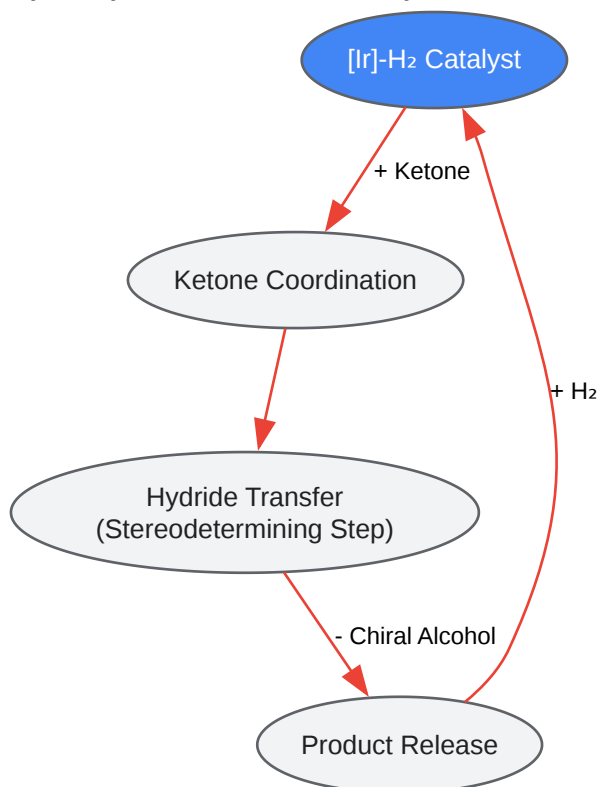 [Ir]-H₂ Catalyst
+ Ketone
Ketone Coordination
+ H₂
Hydride Transfer
(Stereodetermining Step)
- Chiral Alcohol
Product Release